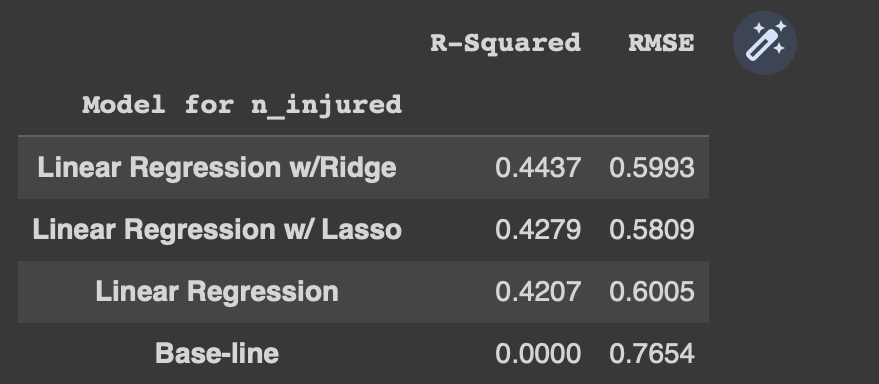 R-Squared RMSE
Model for n_injured
Linear Regression w/Ridge 0.4437 0.5993
Linear Regression w/ Lasso 0.4279 0.5809
Linear Regression 0.4207 0.6005
Base-line 0.0000 0.7654